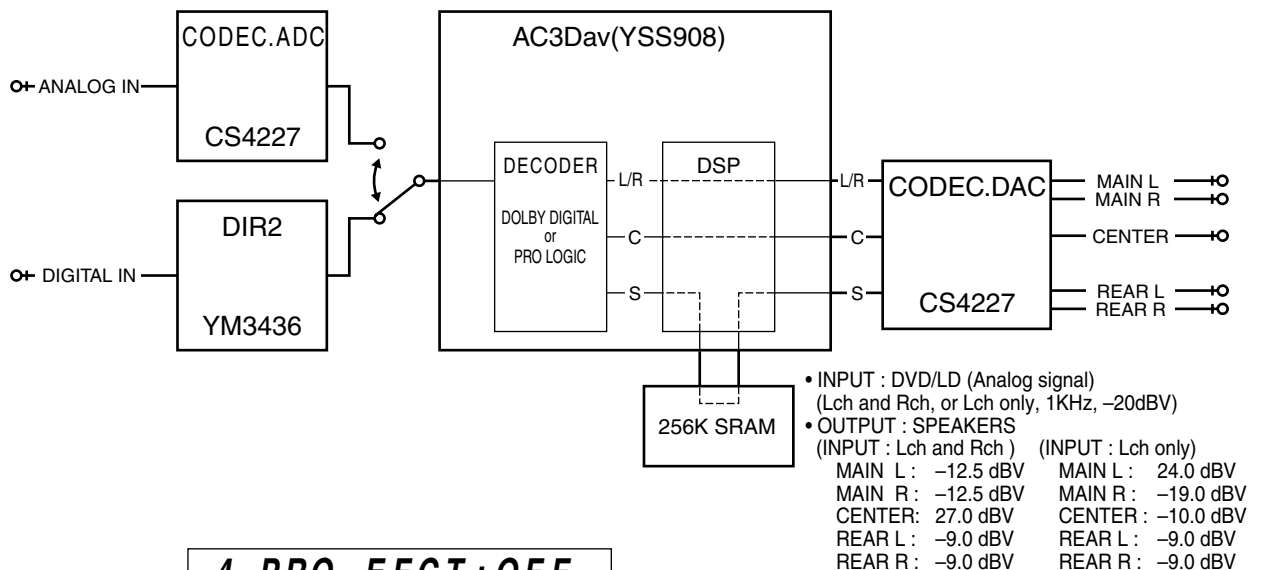 CODEC.ADC
CS4227
ANALOG IN
DIR2
YM3436
DIGITAL IN
AC3Dav(YSS908)
DECODER
DOLBY DIGITAL
or
PRO LOGIC
L/R
C
S
DSP
256K SRAM
L/R
C
S
CODEC.DAC
CS4227
MAIN L
MAIN R
CENTER
REAR L
REAR R
• INPUT : DVD/LD (Analog signal)
(Lch and Rch, or Lch only, 1KHz, –20dBV)
• OUTPUT : SPEAKERS
(INPUT : Lch and Rch ) (INPUT : Lch only)
MAIN L : –12.5 dBV MAIN L : 24.0 dBV
MAIN R : –12.5 dBV MAIN R : –19.0 dBV
CENTER: 27.0 dBV CENTER : –10.0 dBV
REAR L : –9.0 dBV REAR L : –9.0 dBV
REAR R : –9.0 dBV REAR R : –9.0 dBV
4 PRO EFCT:OFF